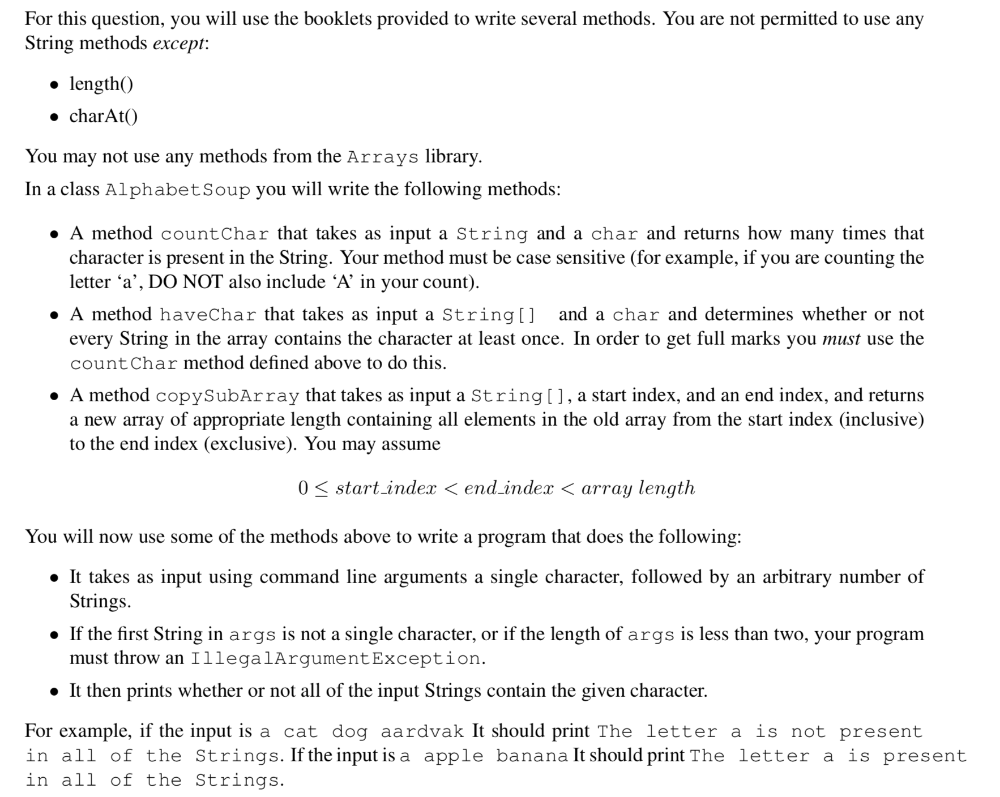 For this question, you will use the booklets provided to write several methods. You are not permitted to use any
String methods except:
• length()
• charAt()
You may not use any methods from the Arrays library.
In a class AlphabetSoup you will write the following methods:
• A method countChar that takes as input a String and a char and returns how many times that
character is present in the String. Your method must be case sensitive (for example, if you are counting the
letter ‘a’, DO NOT also include ‘A’ in your count).
• A method haveChar that takes as input a String[] and a char and determines whether or not
every String in the array contains the character at least once. In order to get full marks you must use the
countChar method defined above to do this.
• A method copySubArray that takes as input a String[], a start index, and an end index, and returns
a new array of appropriate length containing all elements in the old array from the start index (inclusive)
to the end index (exclusive). You may assume
0 ≤ start_index < end_index < array length
You will now use some of the methods above to write a program that does the following:
• It takes as input using command line arguments a single character, followed by an arbitrary number of
Strings.
• If the first String in args is not a single character, or if the length of args is less than two, your program
must throw an IllegalArgumentException.
• It then prints whether or not all of the input Strings contain the given character.
For example, if the input is a cat dog aardvak It should print The letter a is not present
in all of the Strings. If the input is a apple banana It should print The letter a is present
in all of the Strings.